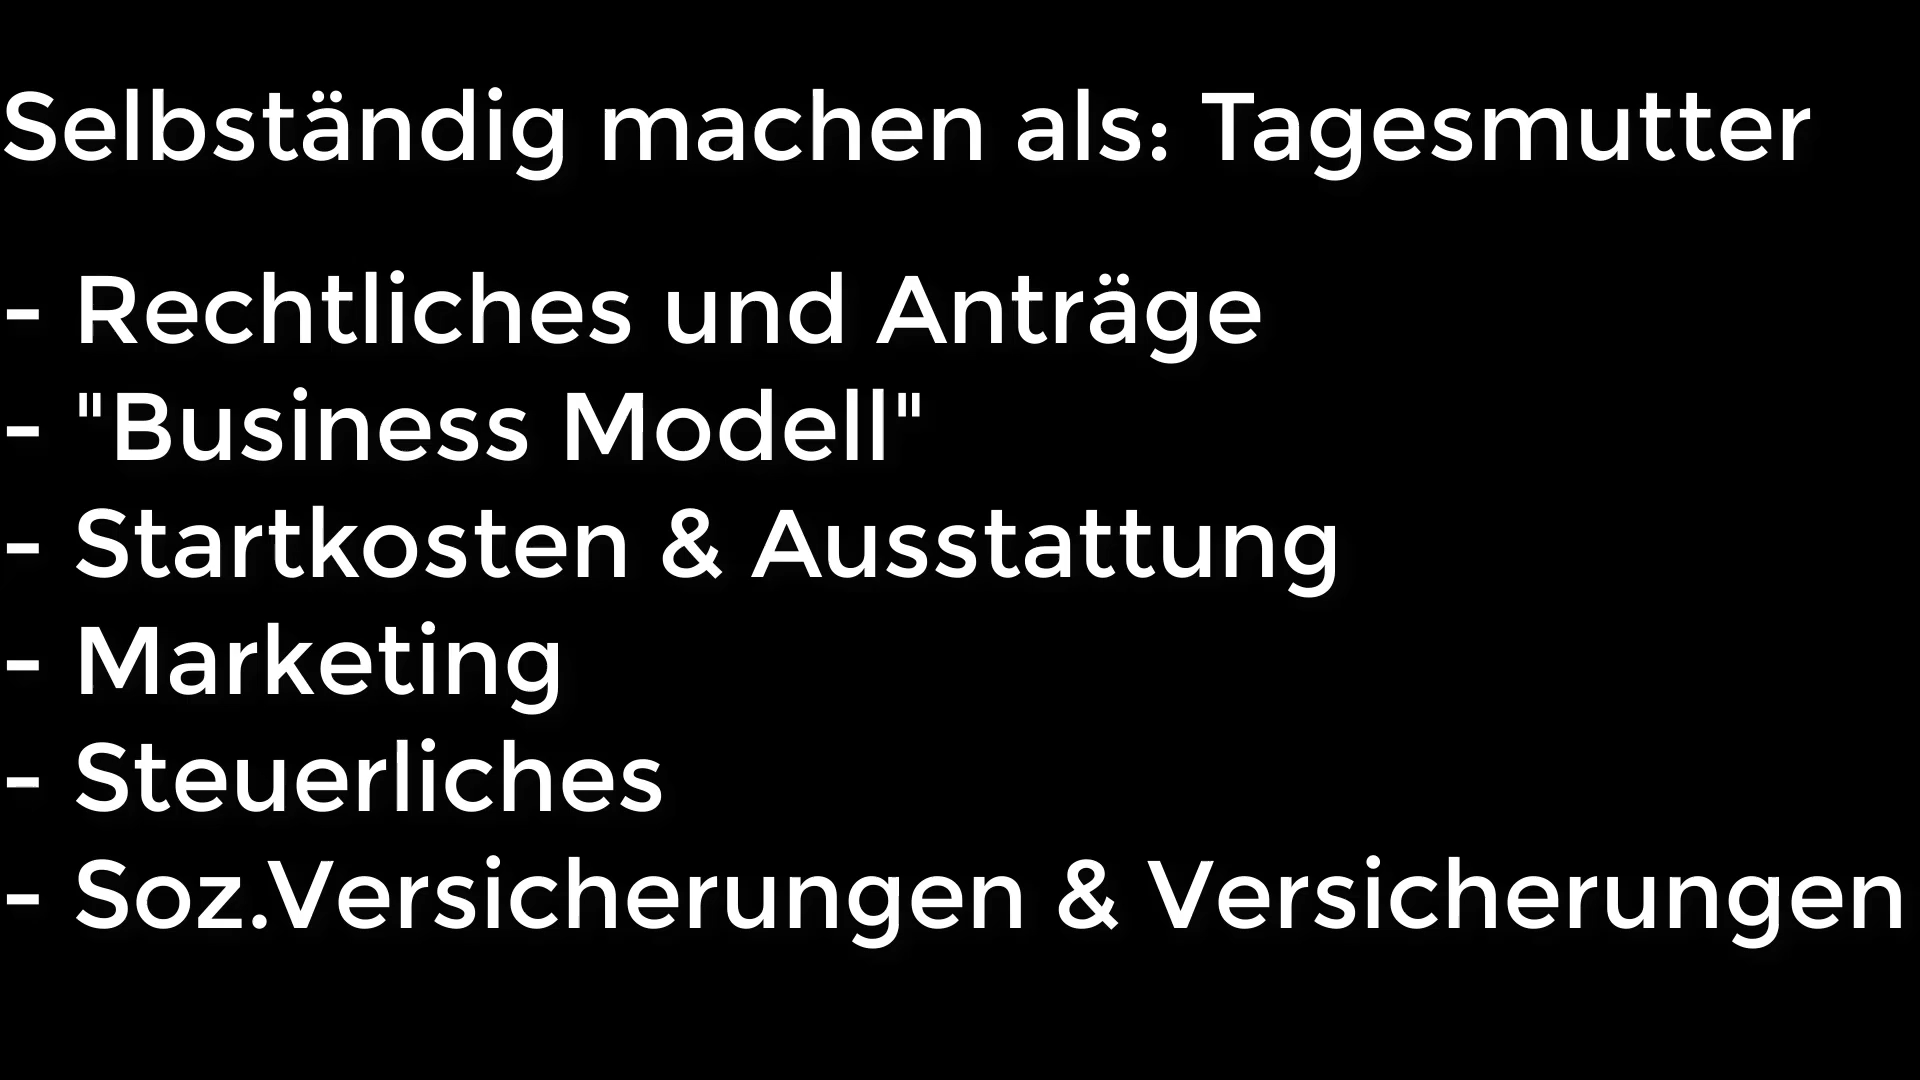 Selbständig machen als: Tagesmutter
- Rechtliches und Anträge
- "Business Modell"
- Startkosten & Ausstattung
- Marketing
- Steuerliches
- Soz.Versicherungen & Versicherungen